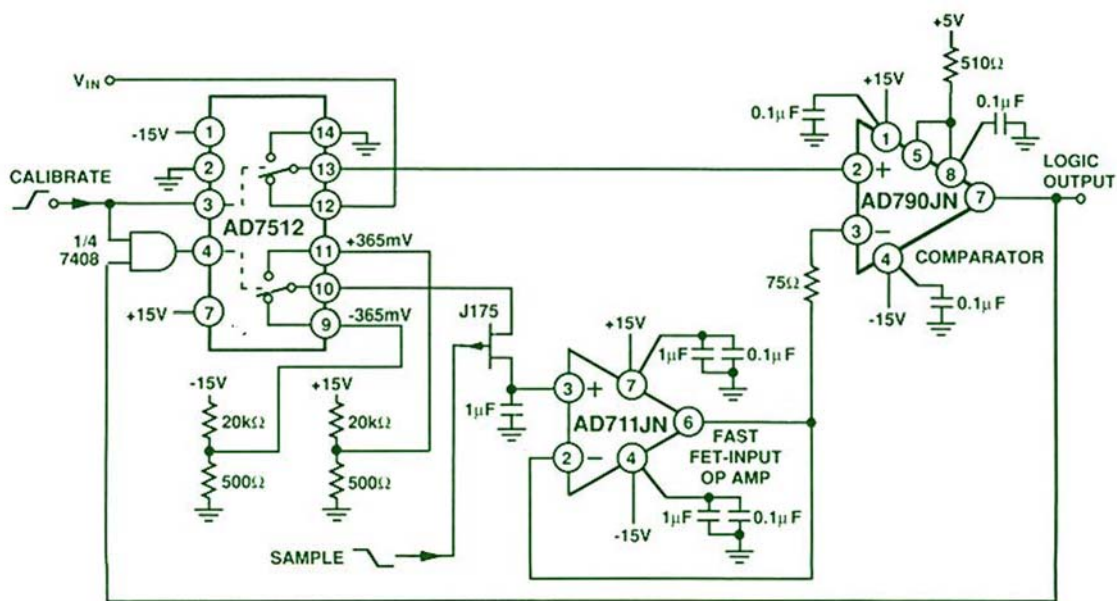 +5V
510Ω
+15V
0.1µF
0.1µF
V_IN
-15V
1
14
2
13
CALIBRATE
3
12
AD7512
1/4
7408
4
11
+365mV
10
+15V
7
9
-365mV
1
5
8
2
+
AD790JN
7
LOGIC
OUTPUT
3
-
4
COMPARATOR
-15V
0.1µF
75Ω
J175
+15V
1µF
0.1µF
-15V
+15V
20kΩ
20kΩ
500Ω
500Ω
1µF
3
+
7
AD711JN
6
2
-
4
FAST
FET-INPUT
OP AMP
-15V
1µF
0.1µF
SAMPLE